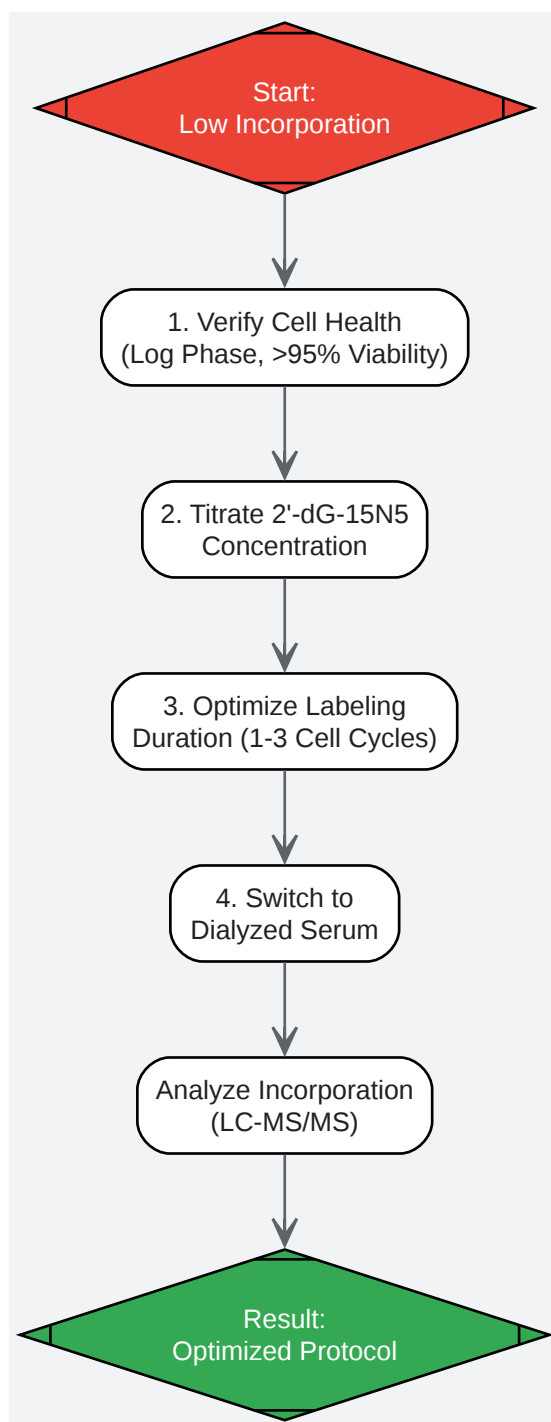 Start:
Low Incorporation
1. Verify Cell Health
(Log Phase, >95% Viability)
2. Titrate 2'-dG-15N5
Concentration
3. Optimize Labeling
Duration (1-3 Cell Cycles)
4. Switch to
Dialyzed Serum
Analyze Incorporation
(LC-MS/MS)
Result:
Optimized Protocol